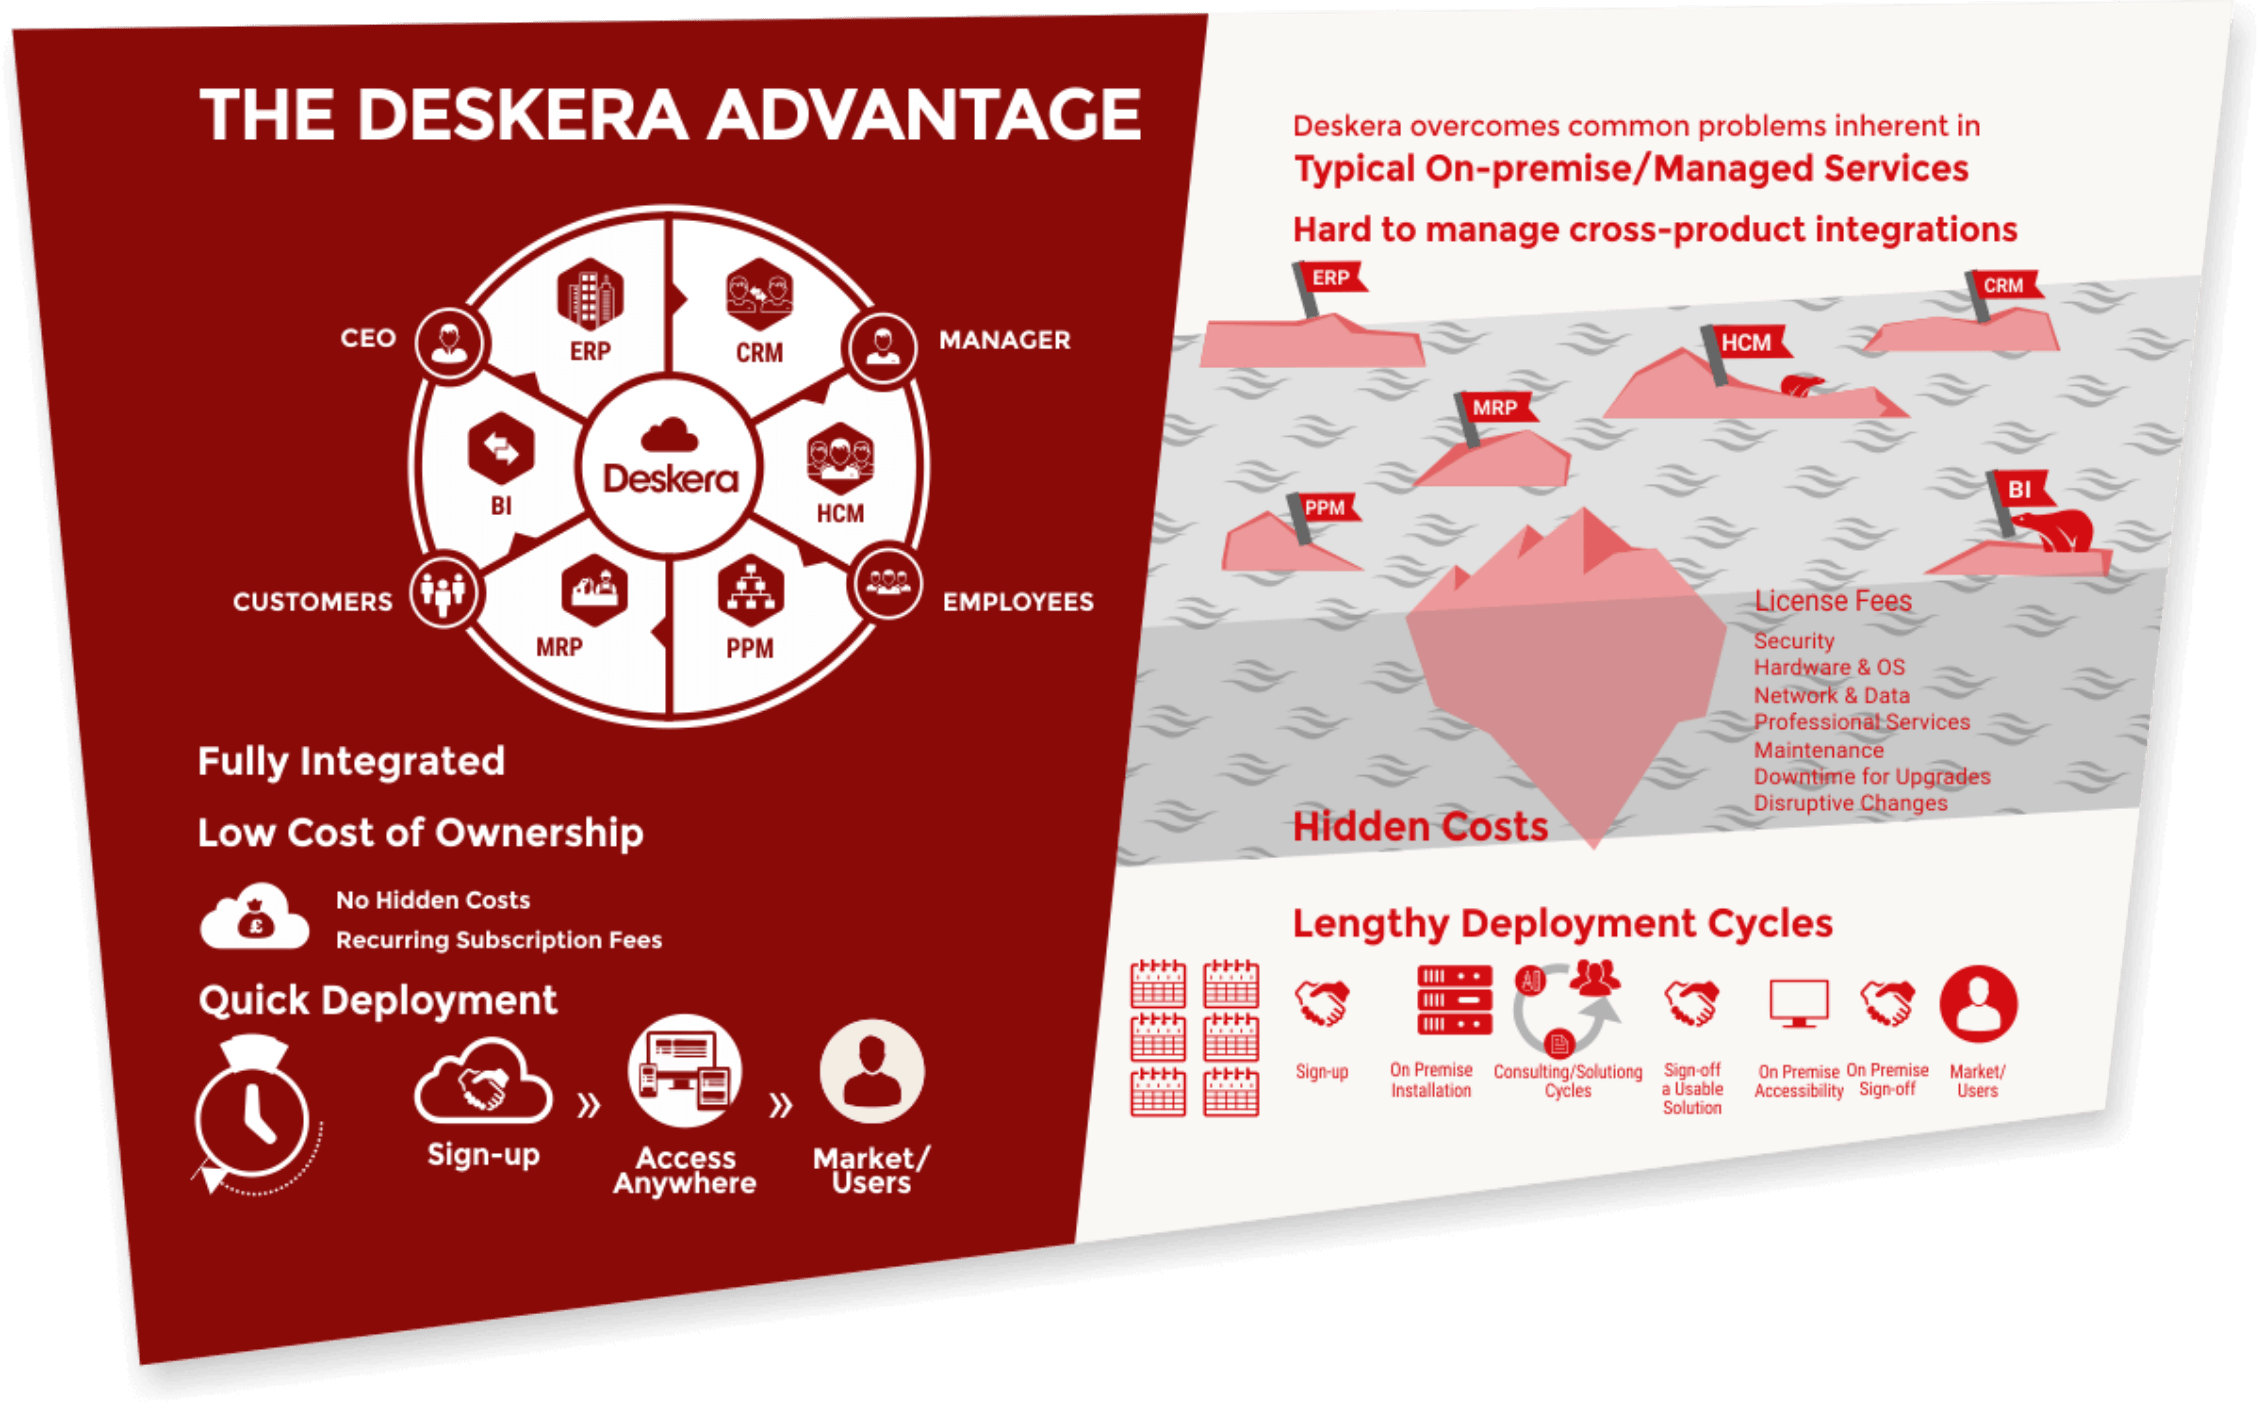 THE DESKERA ADVANTAGE
CEO
MANAGER
CUSTOMERS
EMPLOYEES
ERP
CRM
BI
HCM
MRP
PPM
Deskera
Fully Integrated
Low Cost of Ownership
£
No Hidden Costs
Recurring Subscription Fees
Quick Deployment
Sign-up
»
Access
Anywhere
»
Market/
Users
Deskera overcomes common problems inherent in
Typical On-premise/Managed Services
Hard to manage cross-product integrations
ERP
CRM
HCM
MRP
PPM
BI
License Fees
Security
Hardware & OS
Network & Data
Professional Services
Maintenance
Downtime for Upgrades
Disruptive Changes
Hidden Costs
Lengthy Deployment Cycles
Sign-up
On Premise
Installation
Consulting/Solutiong
Cycles
Sign-off
a Usable
Solution
On Premise
Accessibility
On Premise
Sign-off
Market/
Users